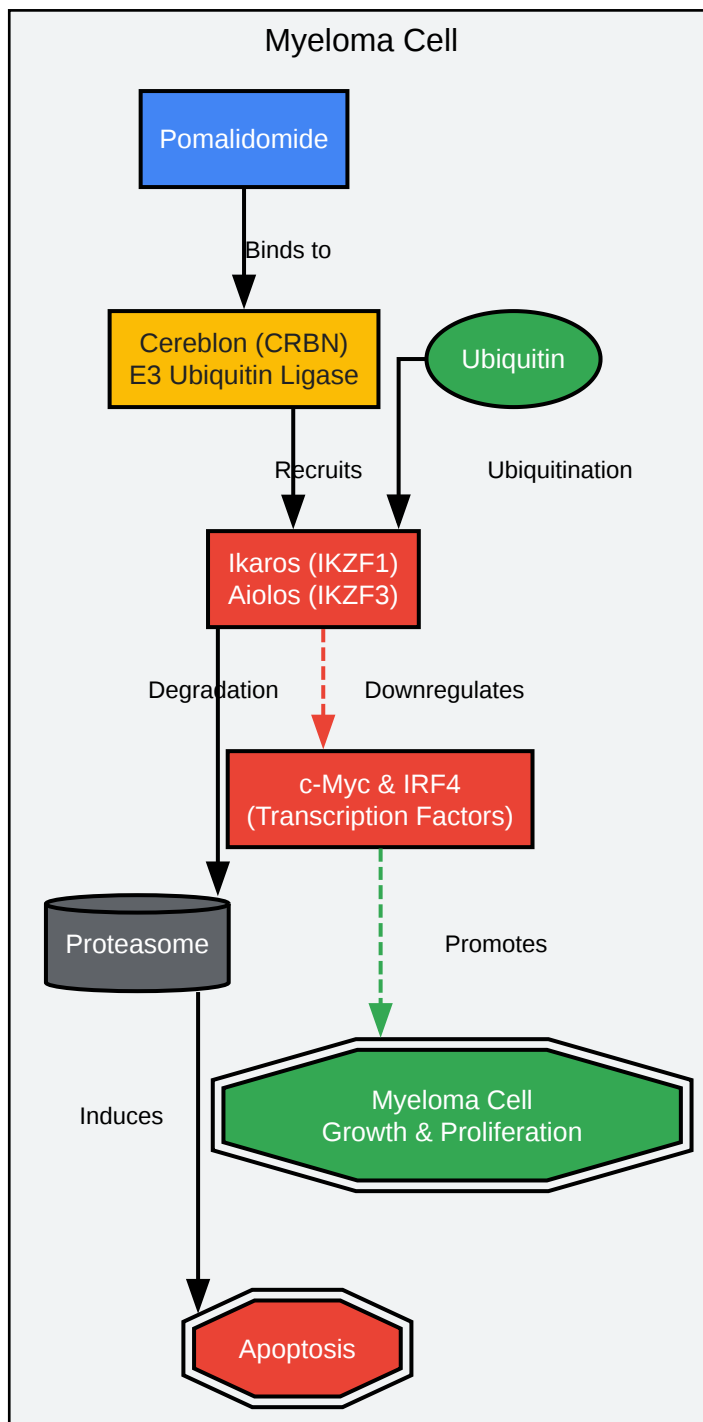 Myeloma Cell
Pomalidomide
Binds to
Cereblon (CRBN)
E3 Ubiquitin Ligase
Ubiquitin
Recruits
Ubiquitination
Ikaros (IKZF1)
Aiolos (IKZF3)
Degradation
Downregulates
c-Myc & IRF4
(Transcription Factors)
Proteasome
Promotes
Myeloma Cell
Growth & Proliferation
Induces
Apoptosis